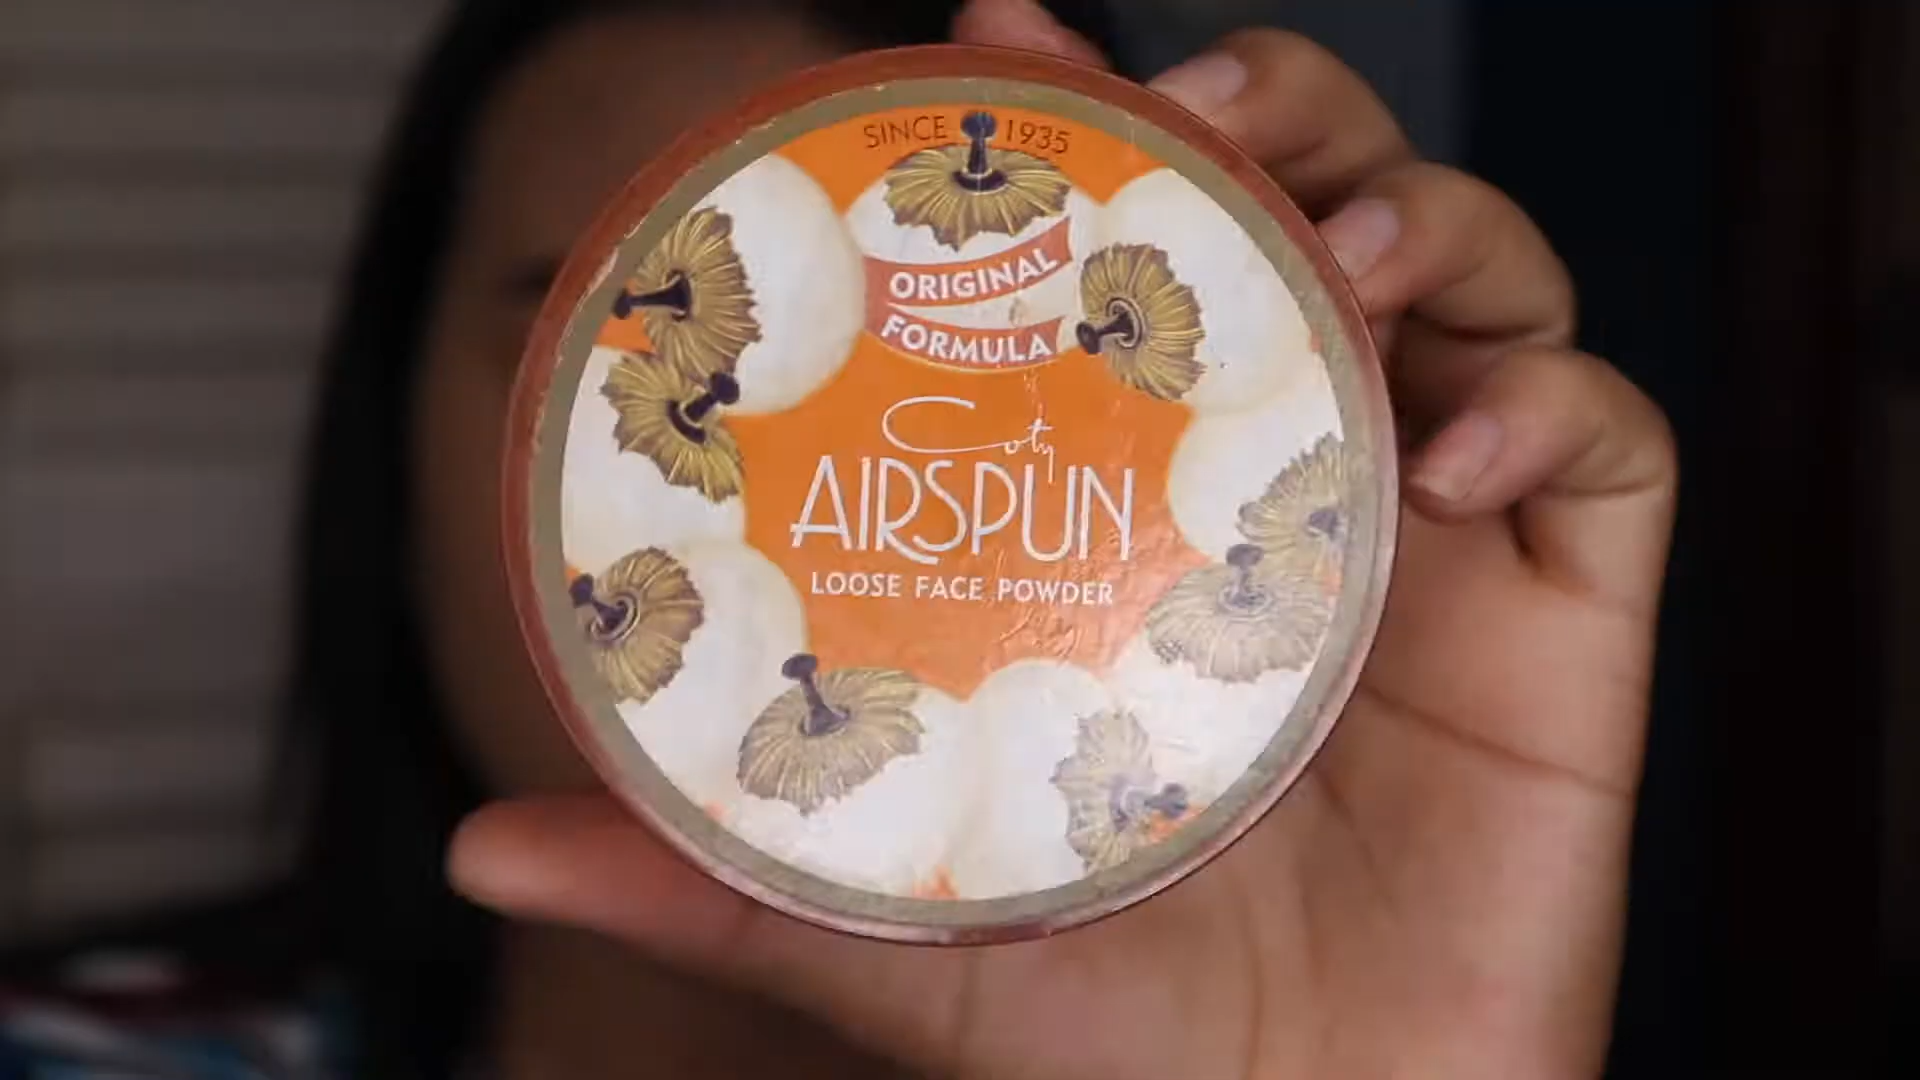 SINCE 1935
ORIGINAL
FORMULA
Coty
AIRSPUN
LOOSE FACE POWDER